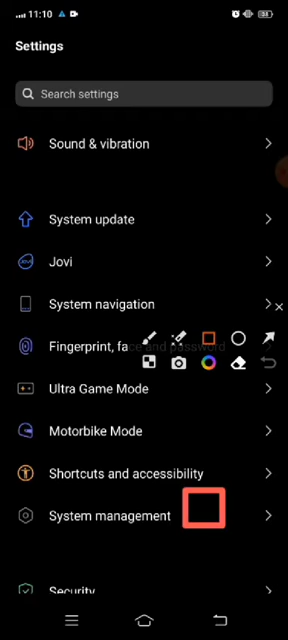 11:10
Settings
Search settings
Sound & vibration
System update
Jovi
System navigation
Fingerprint, face and password
Ultra Game Mode
Motorbike Mode
Shortcuts and accessibility
System management
Security